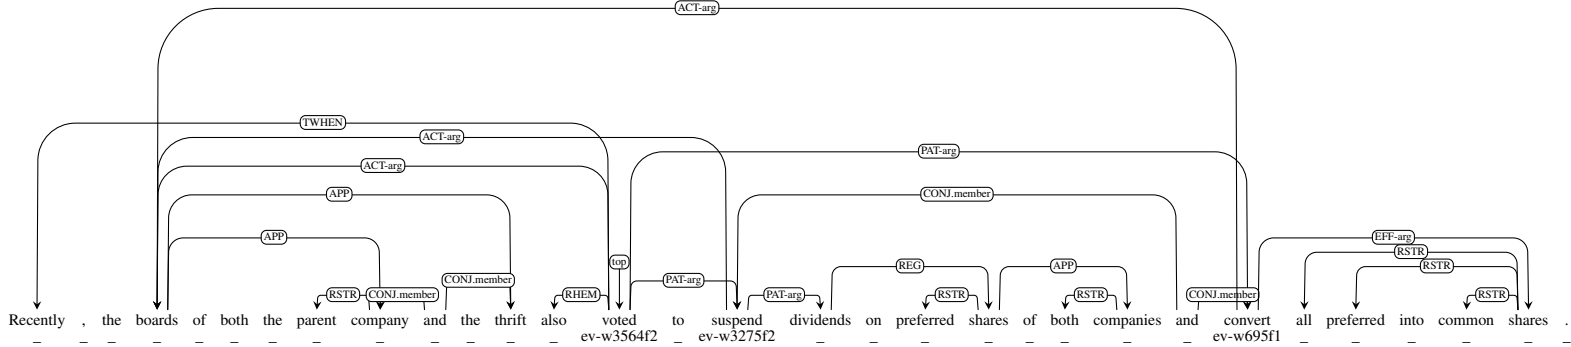 ACT-arg
TWHEN
ACT-arg
PAT-arg
ACT-arg
APP CONJ.member
APP EFF-arg
RSTR
top REG APP RSTR
CONJ.member PAT-arg
RSTR CONJ.member RHEM PAT-arg RSTR RSTR CONJ.member RSTR
Recently , the boards of both the parent company and the thrift also voted to suspend dividends on preferred shares of both companies and convert all preferred into common shares .
_ _ _ _ _ _ _ _ _ _ _ _ _ ev-w3564f2 _ ev-w3275f2 _ _ _ _ _ _ _ _ ev-w695f1 _ _ _ _ _ _